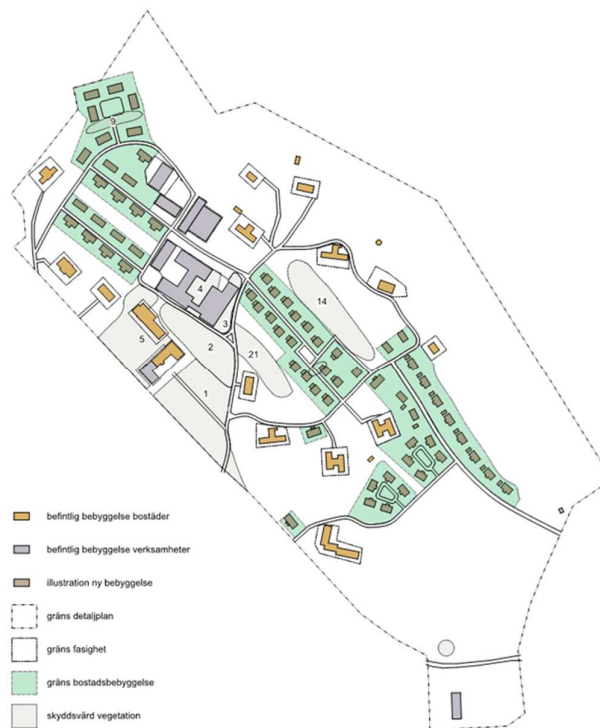 9
4
14
3
5
2
21
1
befintlig bebyggelse bostäder
befintlig bebyggelse verksamheter
illustration ny bebyggelse
gräns detaljplan
gräns fasighet
gräns bostadsbebyggelse
skyddsvärd vegetation